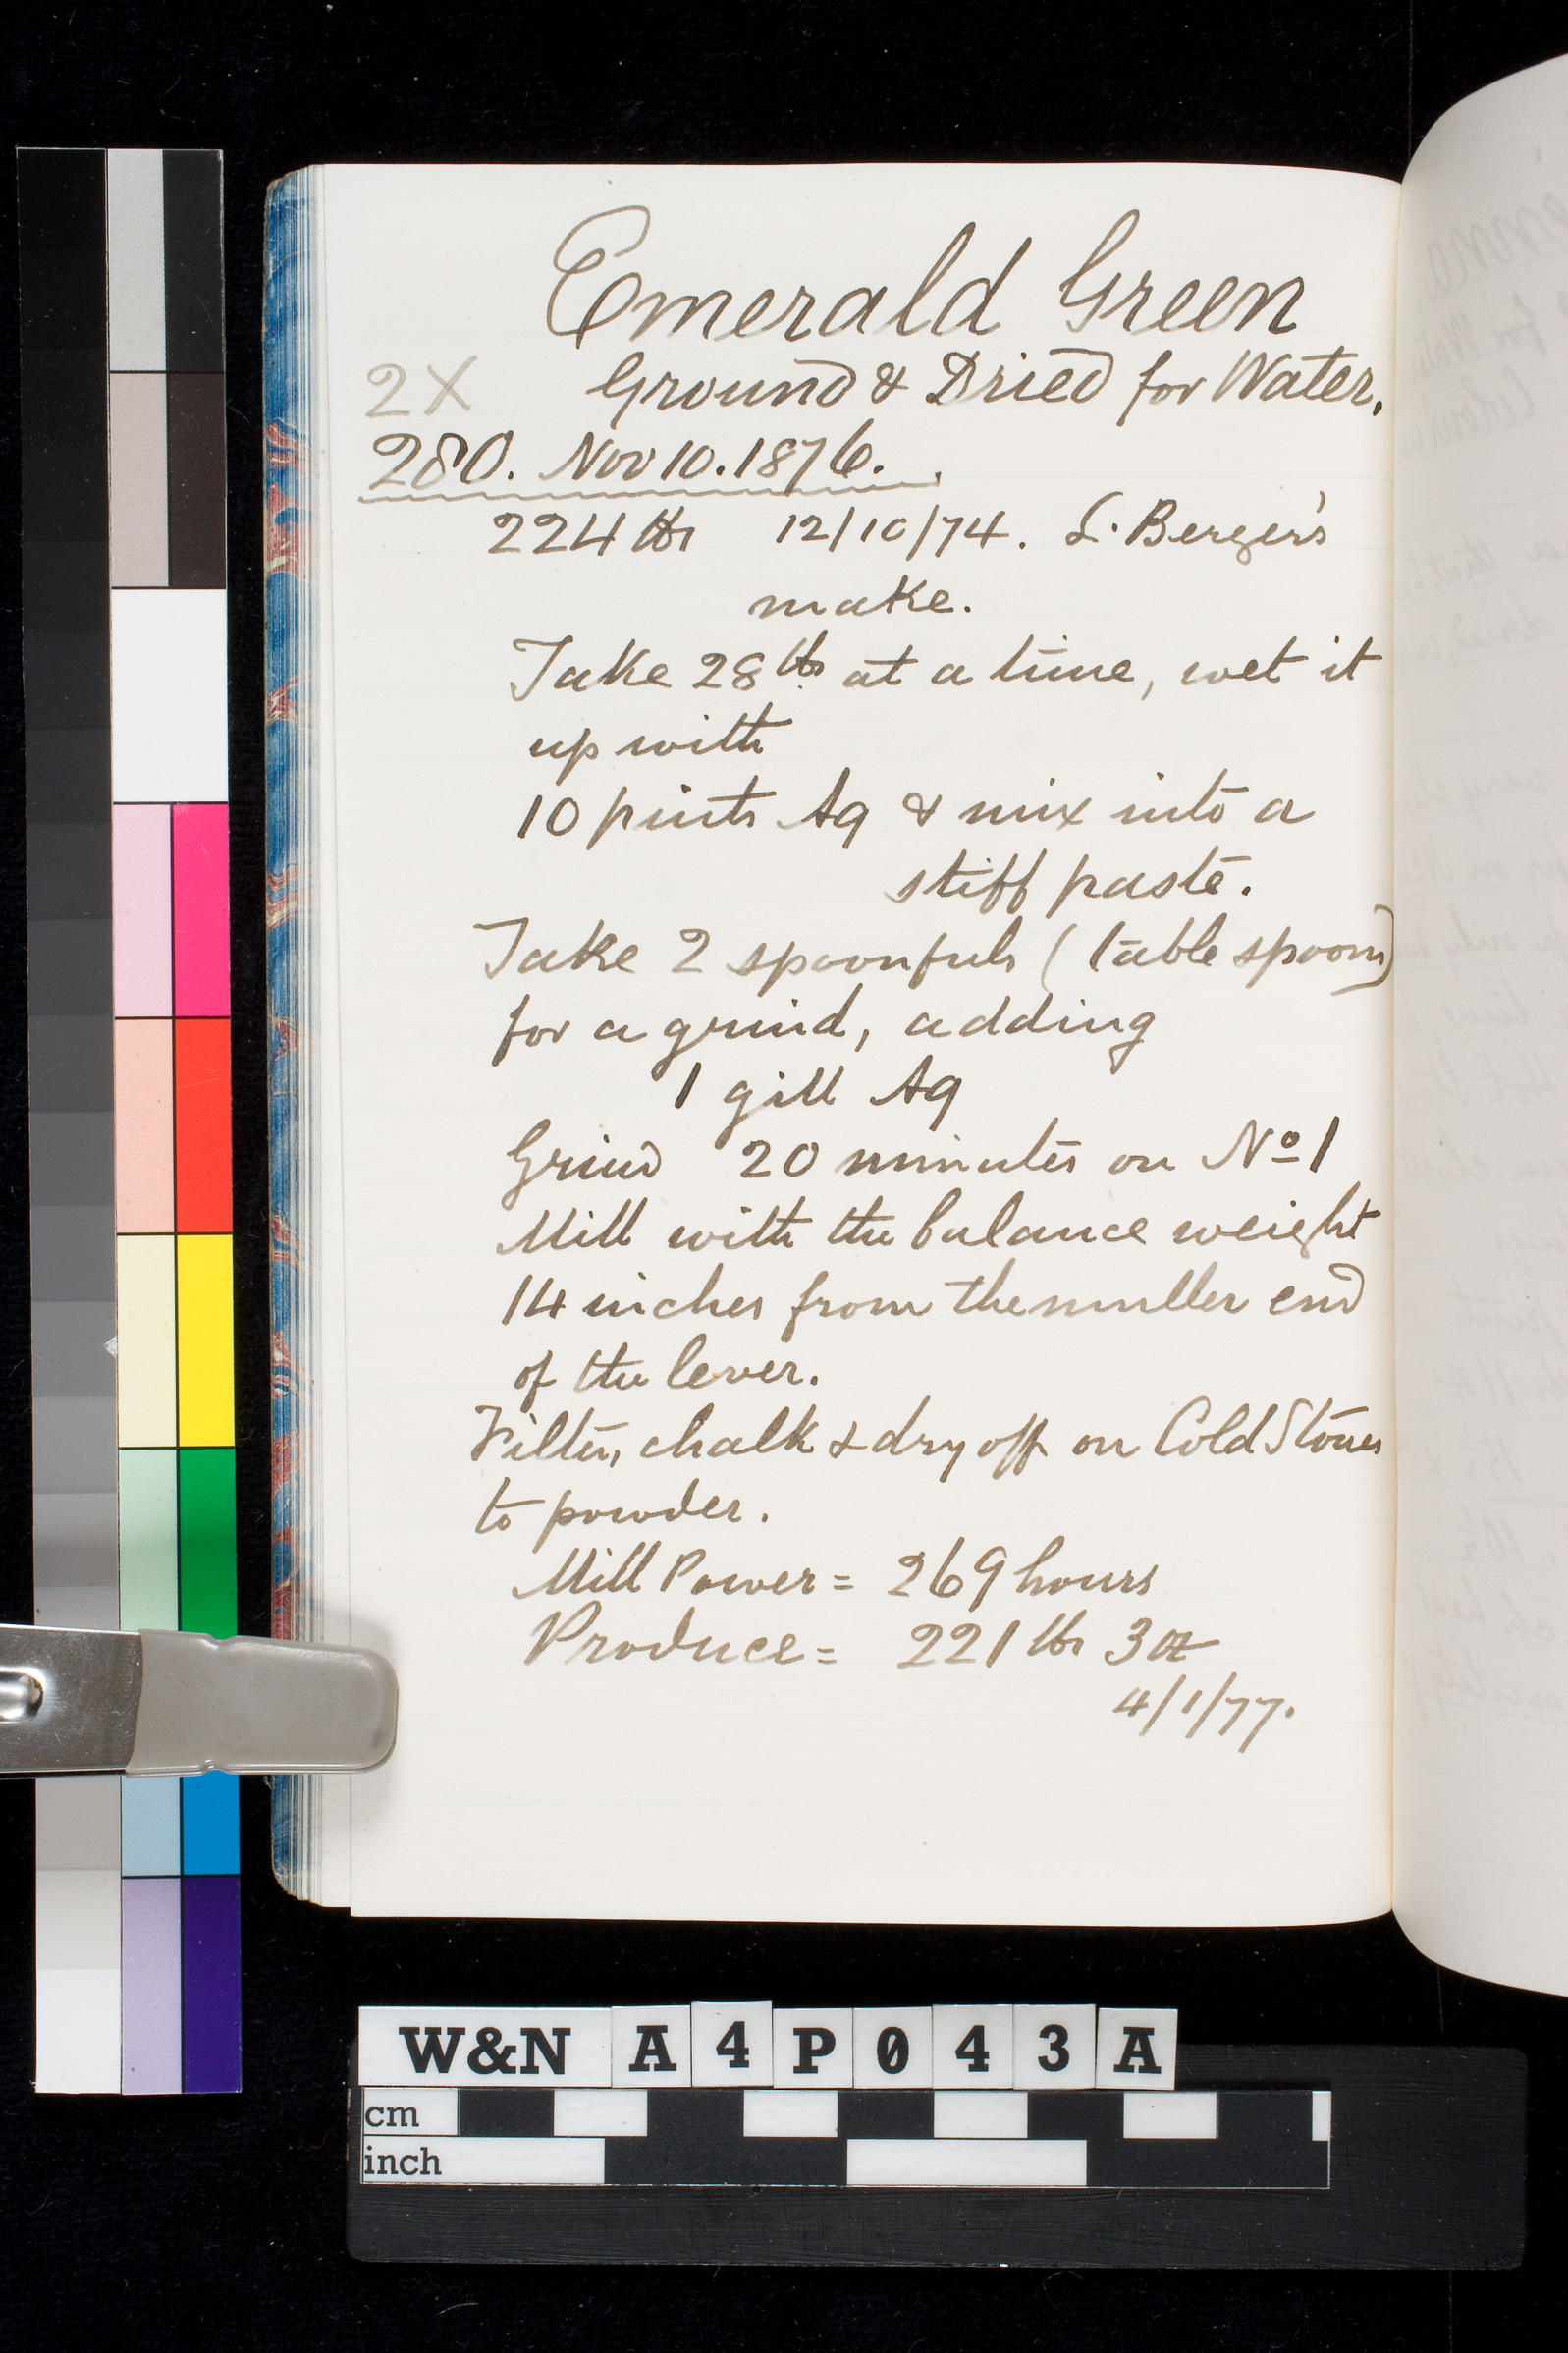 Emerald Green
2X Ground & Dried for Water.
280. Nov 10. 1876.
224 lbs 12/10/74. L. Berger's
make.
Take 28 lbs at a time, wet it
up with
10 pints Aq & mix into a
stiff paste.
Take 2 spoonfuls (table spoon)
for a grind, adding
1 gill Aq
Grind 20 minutes on No 1
Mill with the balance weight
14 inches from the muller end
of the lever.
Filter, chalk & dry off on Cold Stones
to powder.
Mill Power = 269 hours
Produce = 221 lbs 3 oz
4/1/77.
W&N A4P043A
cm
inch